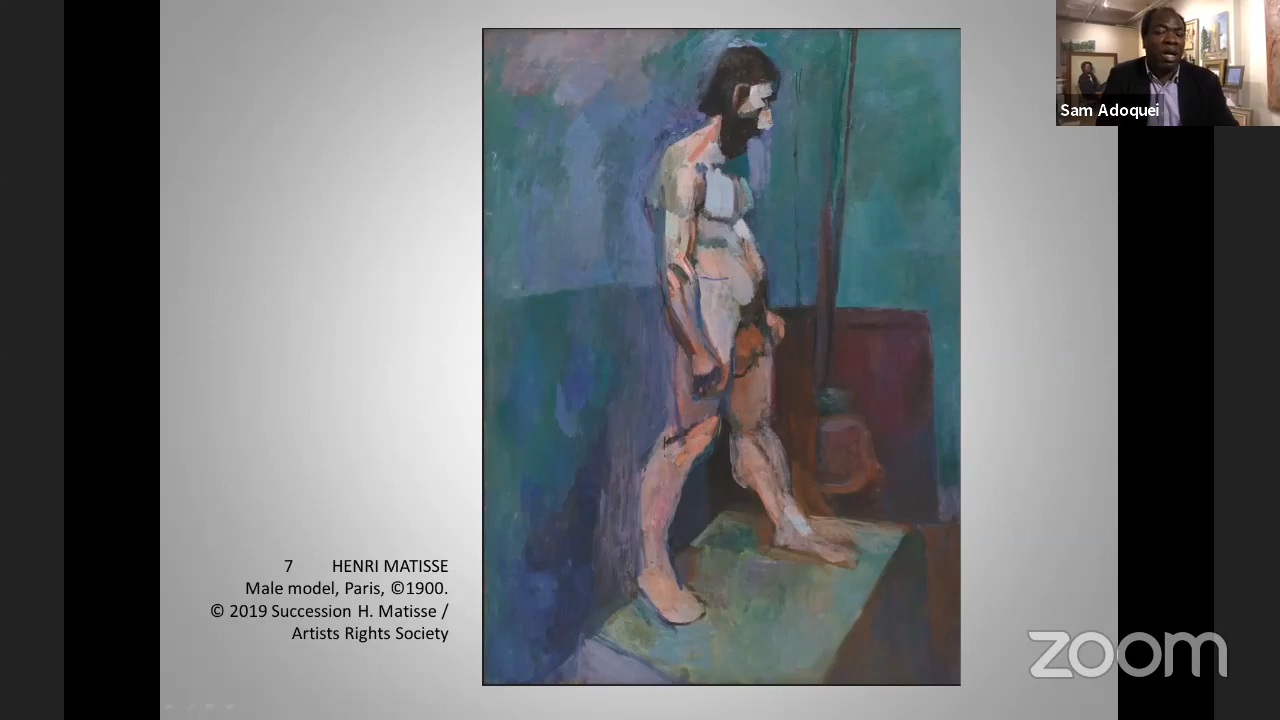 Sam Adoquei
7 HENRI MATISSE
Male model, Paris, ©1900.
© 2019 Succession H. Matisse /
Artists Rights Society
zoom